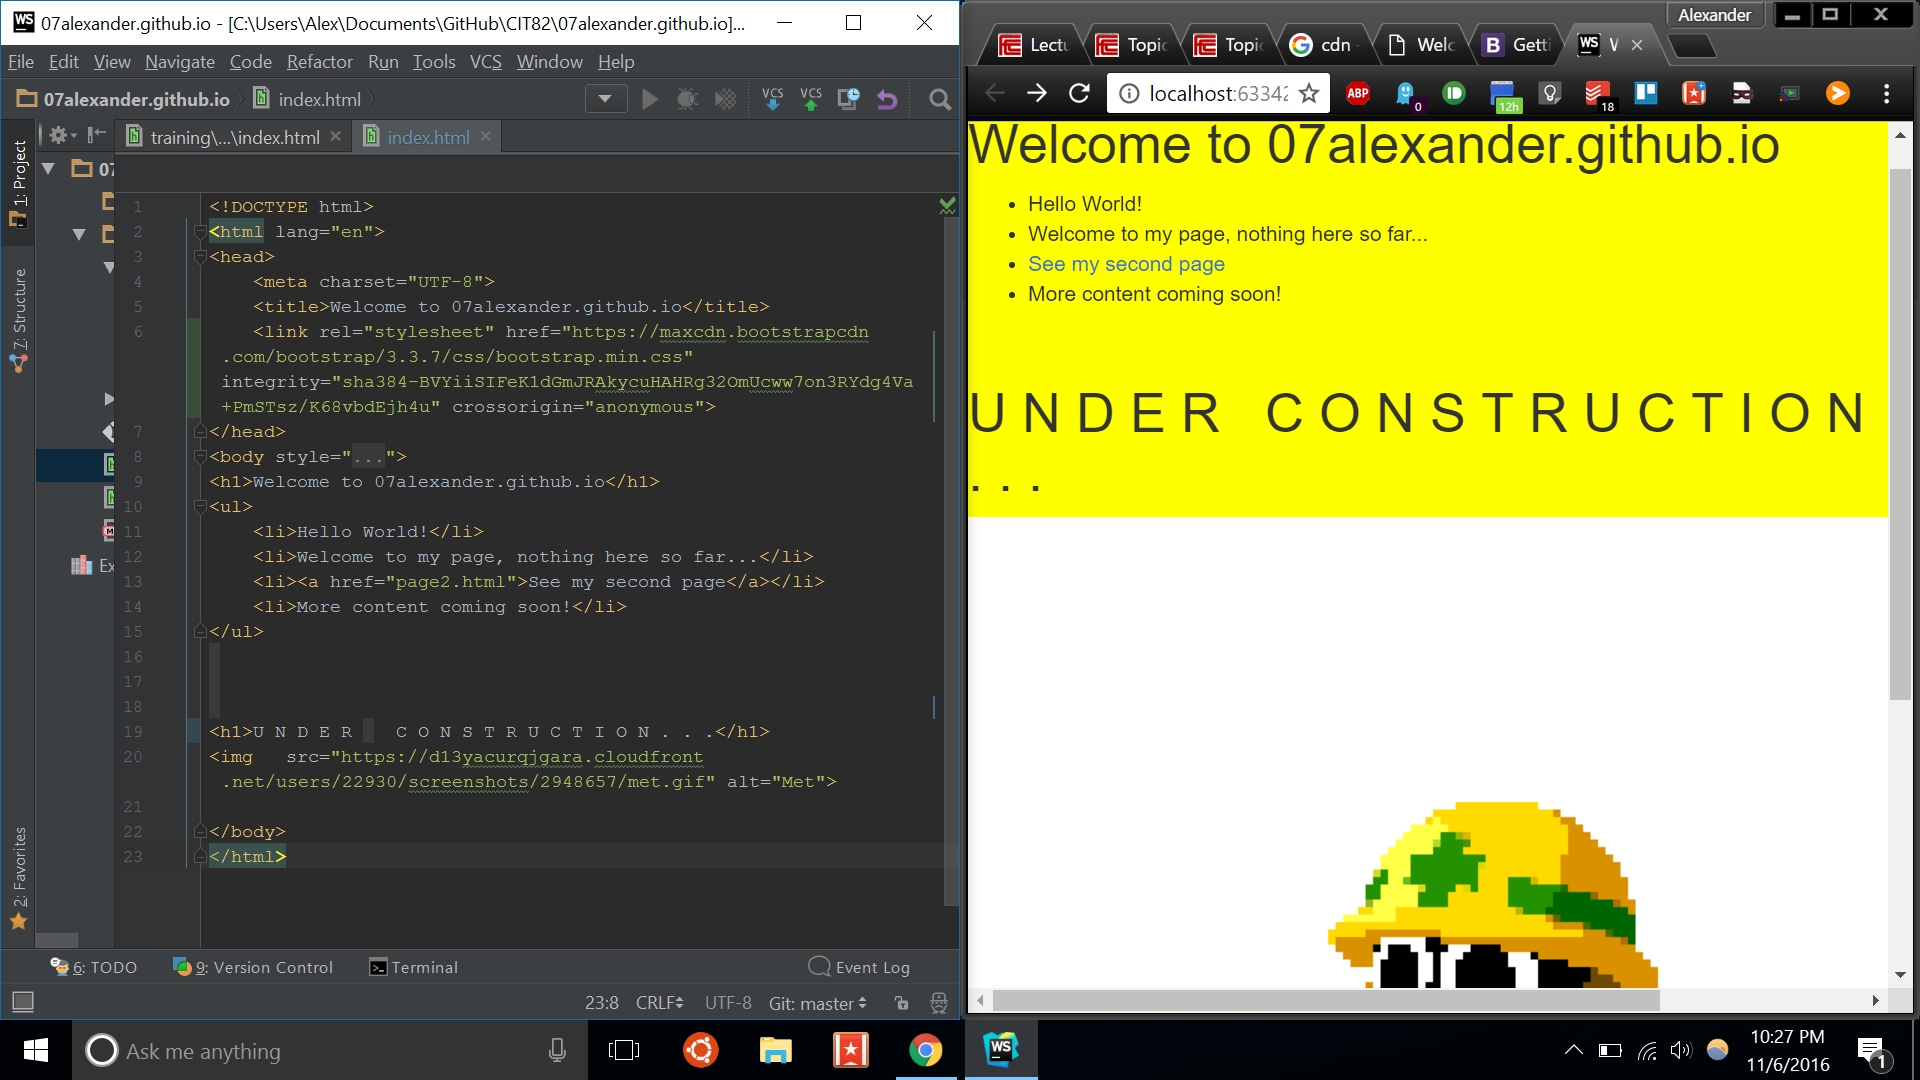 WS 07alexander.github.io - [C:\Users\Alex\Documents\GitHub\CIT82\07alexander.github.io]...
File Edit View Navigate Code Refactor Run Tools VCS Window Help
07alexander.github.io index.html VCS VCS
training\...\index.html index.html
1: Project
7: Structure
2: Favorites
07
Ex
1 <!DOCTYPE html>
2 <html lang="en">
3 <head>
4 <meta charset="UTF-8">
5 <title>Welcome to 07alexander.github.io</title>
6 <link rel="stylesheet" href="https://maxcdn.bootstrapcdn
.com/bootstrap/3.3.7/css/bootstrap.min.css"
integrity="sha384-BVYiiSIFeK1dGmJRAkycuHAHRg32OmUcww7on3RYdg4Va
+PmSTsz/K68vbdEjh4u" crossorigin="anonymous">
7 </head>
8 <body style="...">
9 <h1>Welcome to 07alexander.github.io</h1>
10 <ul>
11 <li>Hello World!</li>
12 <li>Welcome to my page, nothing here so far...</li>
13 <li><a href="page2.html">See my second page</a></li>
14 <li>More content coming soon!</li>
15 </ul>
16
17
18
19 <h1>U N D E R   C O N S T R U C T I O N . . .</h1>
20 <img src="https://d13yacurqjgara.cloudfront
.net/users/22930/screenshots/2948657/met.gif" alt="Met">
21
22 </body>
23 </html>
6: TODO 9: Version Control Terminal Event Log
23:8 CRLF UTF-8 Git: master
Alexander
Lectu Topic Topic cdn Welc B Getti WS W
localhost:63342 ABP 0 12h 18
Welcome to 07alexander.github.io
• Hello World!
• Welcome to my page, nothing here so far...
• See my second page
• More content coming soon!
U N D E R   C O N S T R U C T I O N
. . .
Ask me anything WS 10:27 PM
11/6/2016 1